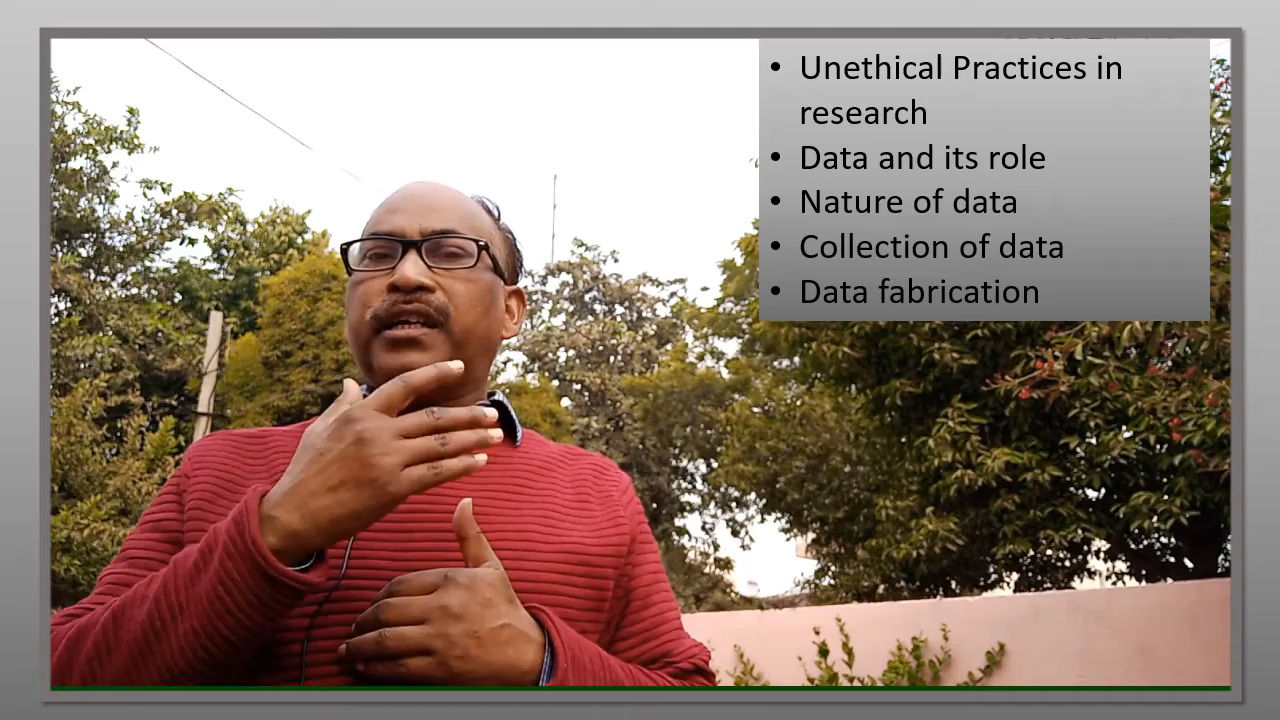 • Unethical Practices in
research
• Data and its role
• Nature of data
• Collection of data
• Data fabrication